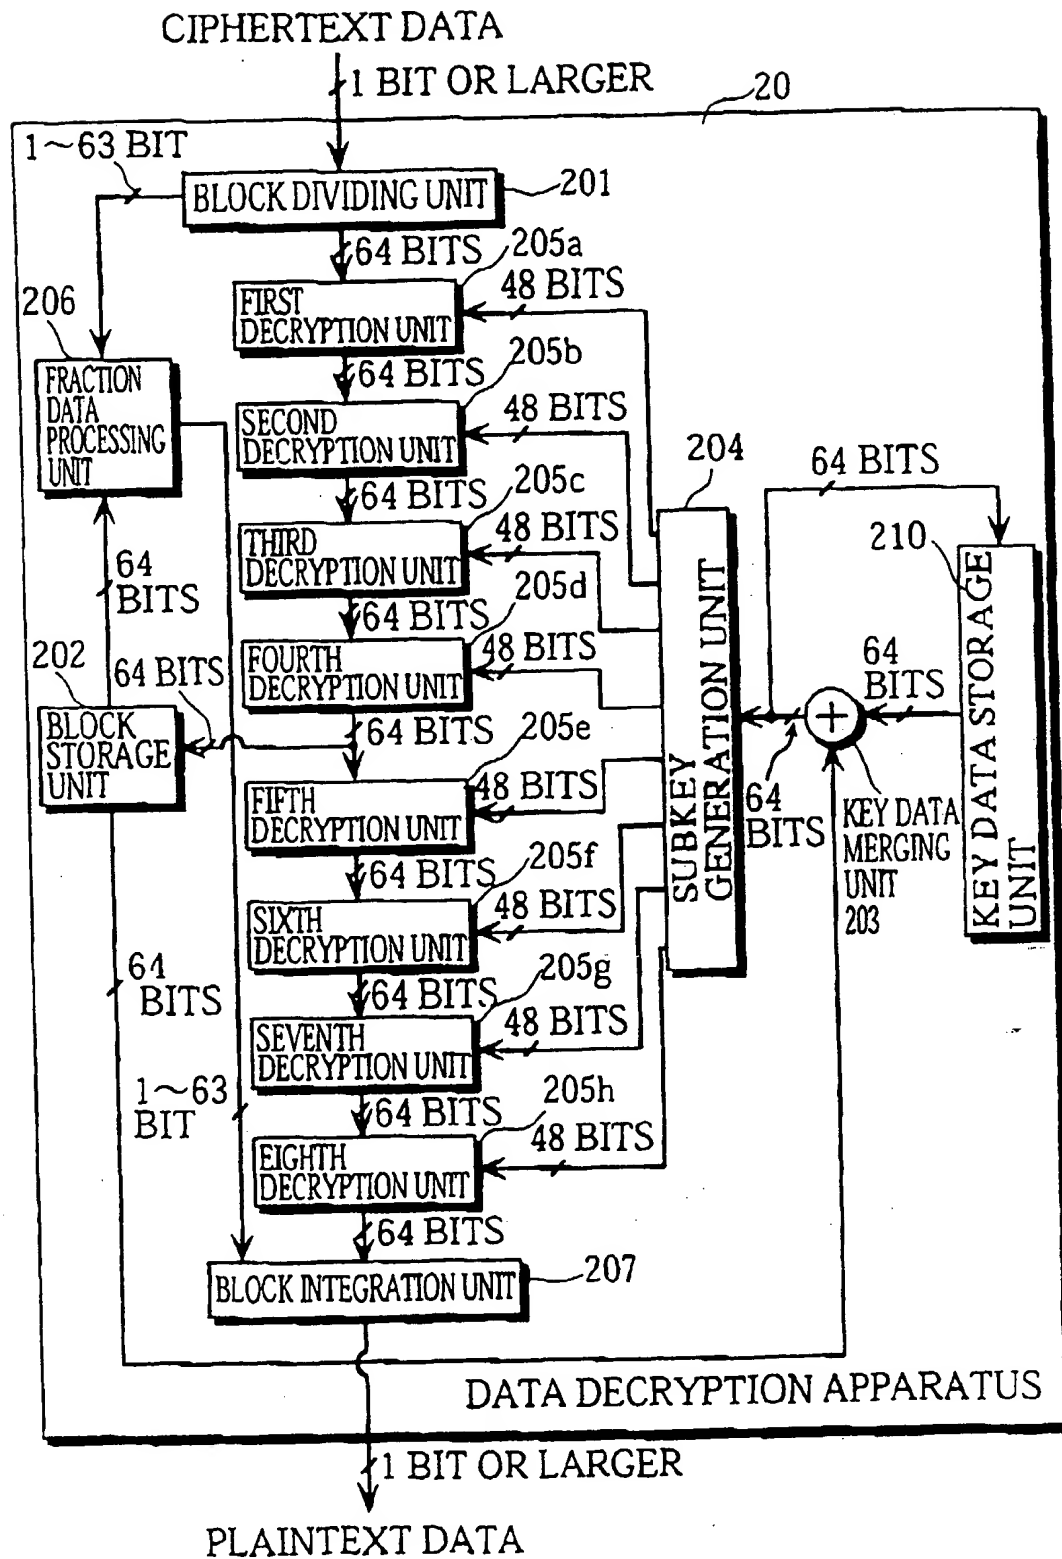 CIPHERTEXT DATA
1 BIT OR LARGER
20
1~63 BIT
BLOCK DIVIDING UNIT
201
64 BITS
205a
48 BITS
FIRST
DECRYPTION UNIT
206
64 BITS
205b
FRACTION
DATA
PROCESSING
UNIT
48 BITS
SECOND
DECRYPTION UNIT
204
64 BITS
64 BITS
205c
48 BITS
THIRD
DECRYPTION UNIT
210
64
BITS
64 BITS
205d
202
64 BITS
48 BITS
FOURTH
DECRYPTION UNIT
64
BITS
BLOCK
STORAGE
UNIT
64 BITS
205e
SUBKEY
GENERATION UNIT
KEY DATA STORAGE
UNIT
48 BITS
FIFTH
DECRYPTION UNIT
64
BITS
KEY DATA
MERGING
UNIT
203
64 BITS
205f
48 BITS
SIXTH
DECRYPTION UNIT
64
BITS
64 BITS
205g
48 BITS
SEVENTH
DECRYPTION UNIT
1~63
BIT
64 BITS
205h
48 BITS
EIGHTH
DECRYPTION UNIT
64 BITS
BLOCK INTEGRATION UNIT
207
DATA DECRYPTION APPARATUS
1 BIT OR LARGER
PLAINTEXT DATA